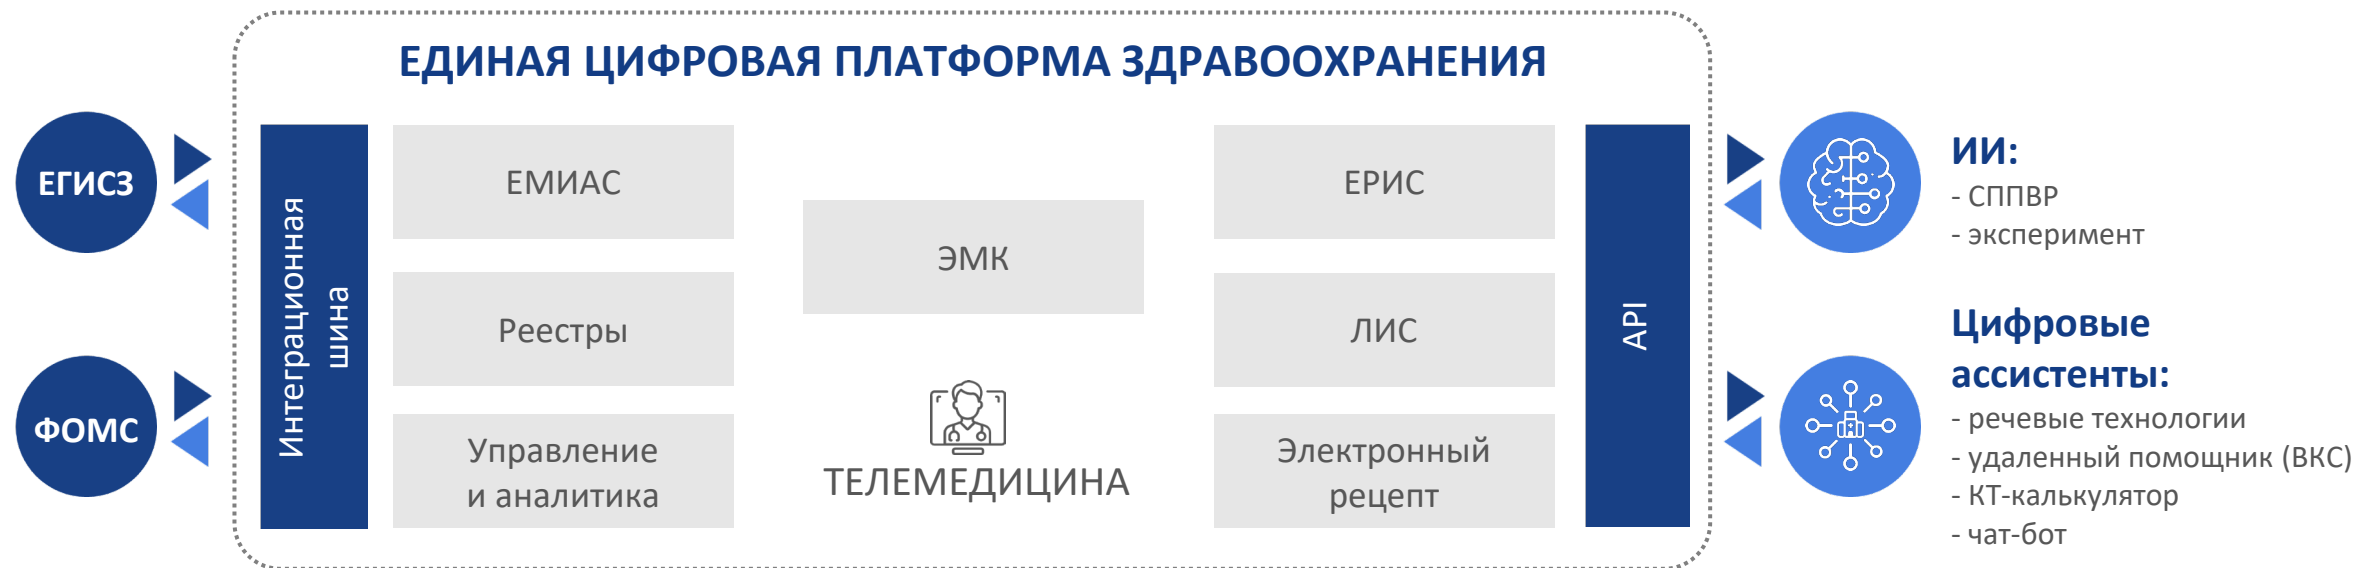 ЕДИНАЯ ЦИФРОВАЯ ПЛАТФОРМА ЗДРАВООХРАНЕНИЯ
ЕГИСЗ
ФОМС
Интеграционная
шина
ЕМИАС
Реестры
Управление
и аналитика
ЭМК
ТЕЛЕМЕДИЦИНА
ЕРИС
ЛИС
Электронный
рецепт
API
ИИ:
- СППВР
- эксперимент
Цифровые
ассистенты:
- речевые технологии
- удаленный помощник (ВКС)
- КТ-калькулятор
- чат-бот